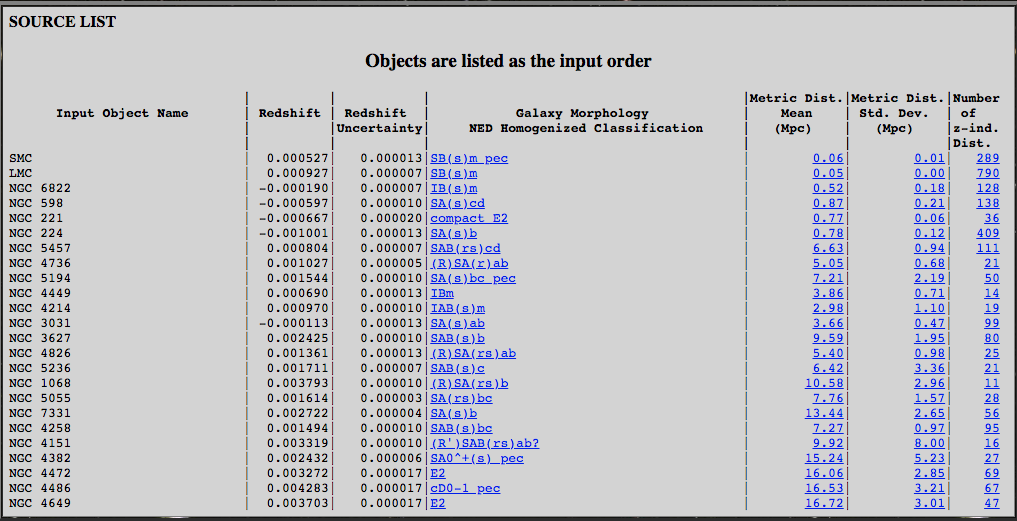 SOURCE LIST
Objects are listed as the input order
Metric Dist. Metric Dist. Number
Input Object Name Redshift Redshift Galaxy Morphology Mean Std. Dev. of
Uncertainty NED Homogenized Classification (Mpc) (Mpc) z-ind.
Dist.
SMC 0.000527 0.000013 SB(s)m pec 0.06 0.01 289
LMC 0.000927 0.000007 SB(s)m 0.05 0.00 790
NGC 6822 -0.000190 0.000007 IB(s)m 0.52 0.18 128
NGC 598 -0.000597 0.000010 SA(s)cd 0.87 0.21 138
NGC 221 -0.000667 0.000020 compact E2 0.77 0.06 36
NGC 224 -0.001001 0.000013 SA(s)b 0.78 0.12 409
NGC 5457 0.000804 0.000007 SAB(rs)cd 6.63 0.94 111
NGC 4736 0.001027 0.000005 (R)SA(r)ab 5.05 0.68 21
NGC 5194 0.001544 0.000010 SA(s)bc pec 7.21 2.19 50
NGC 4449 0.000690 0.000013 IBm 3.86 0.71 14
NGC 4214 0.000970 0.000010 IAB(s)m 2.98 1.10 19
NGC 3031 -0.000113 0.000013 SA(s)ab 3.66 0.47 99
NGC 3627 0.002425 0.000010 SAB(s)b 9.59 1.95 80
NGC 4826 0.001361 0.000013 (R)SA(rs)ab 5.40 0.98 25
NGC 5236 0.001711 0.000007 SAB(s)c 6.42 3.36 21
NGC 1068 0.003793 0.000010 (R)SA(rs)b 10.58 2.96 11
NGC 5055 0.001614 0.000003 SA(rs)bc 7.76 1.57 28
NGC 7331 0.002722 0.000004 SA(s)b 13.44 2.65 56
NGC 4258 0.001494 0.000010 SAB(s)bc 7.27 0.97 95
NGC 4151 0.003319 0.000010 (R')SAB(rs)ab? 9.92 8.00 16
NGC 4382 0.002432 0.000006 SA0^+(s) pec 15.24 5.23 27
NGC 4472 0.003272 0.000017 E2 16.06 2.85 69
NGC 4486 0.004283 0.000017 cD0-1 pec 16.53 3.21 67
NGC 4649 0.003703 0.000017 E2 16.72 3.01 47